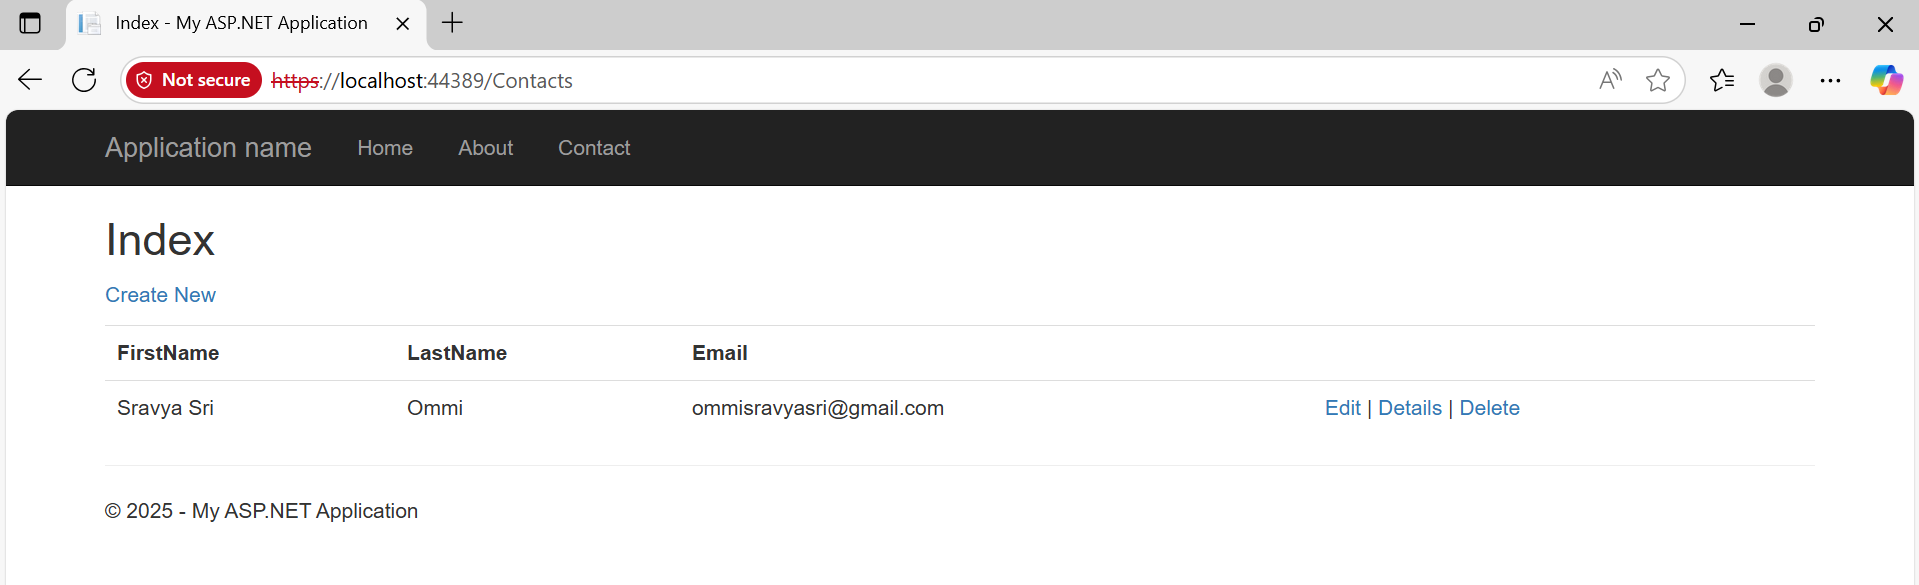 Index - My ASP.NET Application
Not secure https://localhost:44389/Contacts
Application name Home About Contact
Index
Create New
FirstName LastName Email
Sravya Sri Ommi ommisravyasri@gmail.com Edit | Details | Delete
© 2025 - My ASP.NET Application